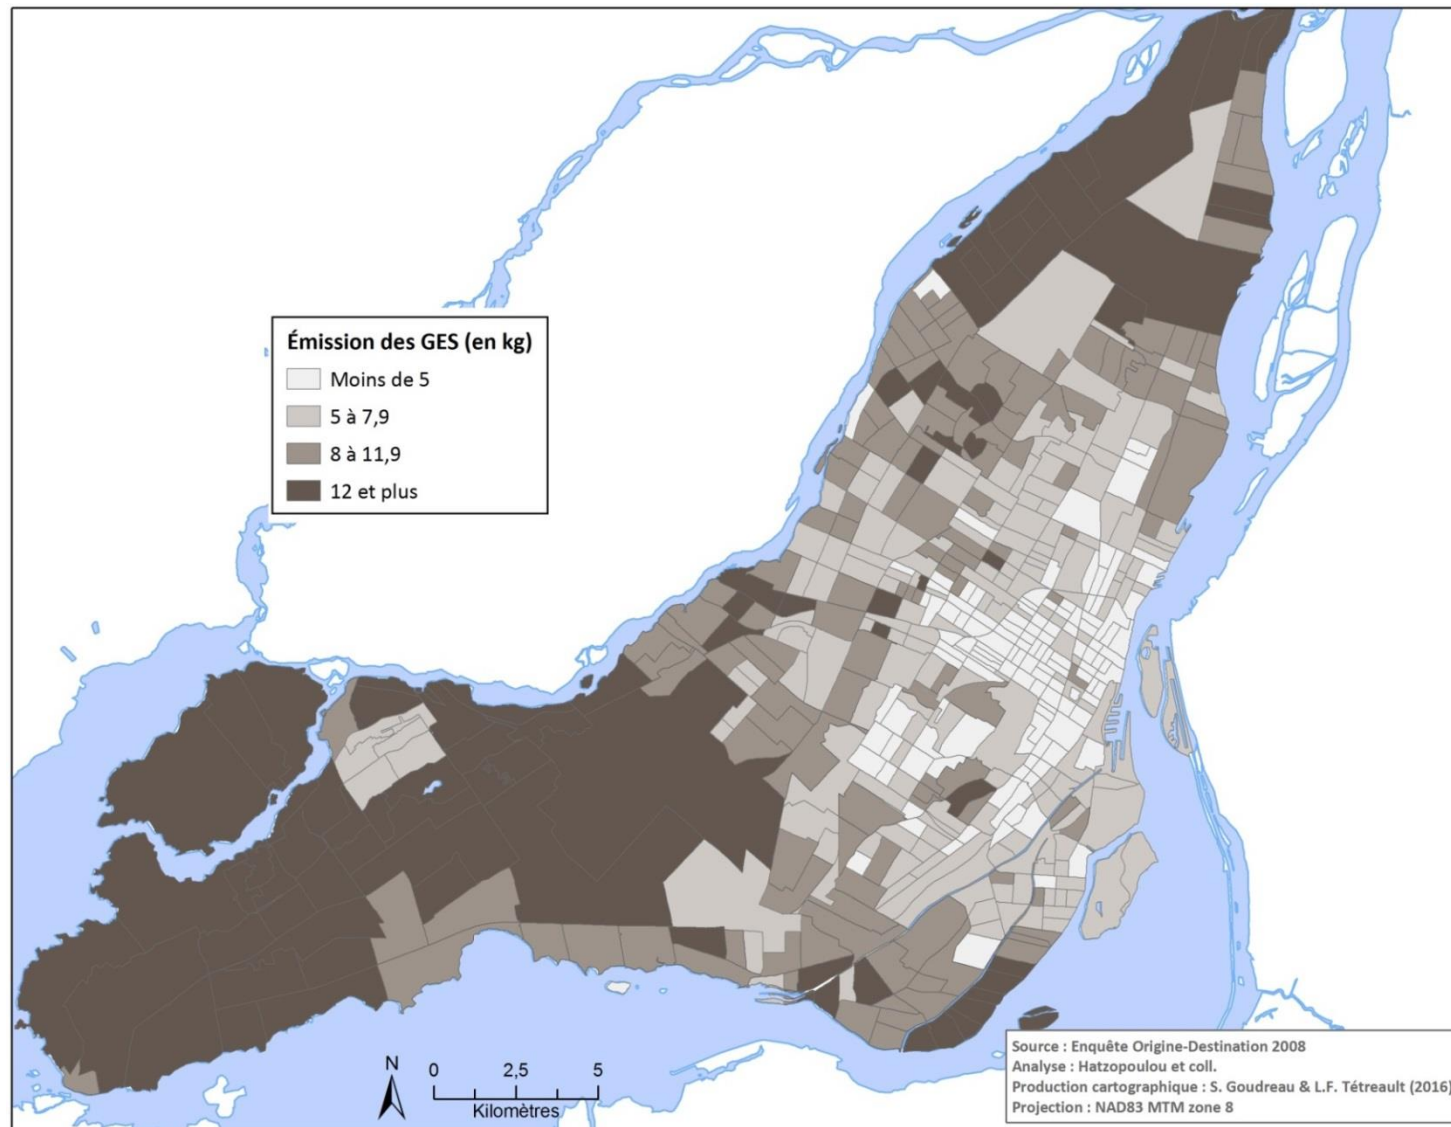 Émission des GES (en kg)
Moins de 5
5 à 7,9
8 à 11,9
12 et plus
N
0 2,5 5
Kilomètres
Source : Enquête Origine-Destination 2008
Analyse : Hatzopoulou et coll.
Production cartographique : S. Goudreau & L.F. Tétreault (2016)
Projection : NAD83 MTM zone 8